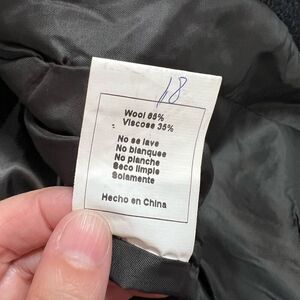 18
Wool 65%
Viscose 35%
No se lave
No blanquee
No planche
Seco limpie
Solamente
Hecho en China